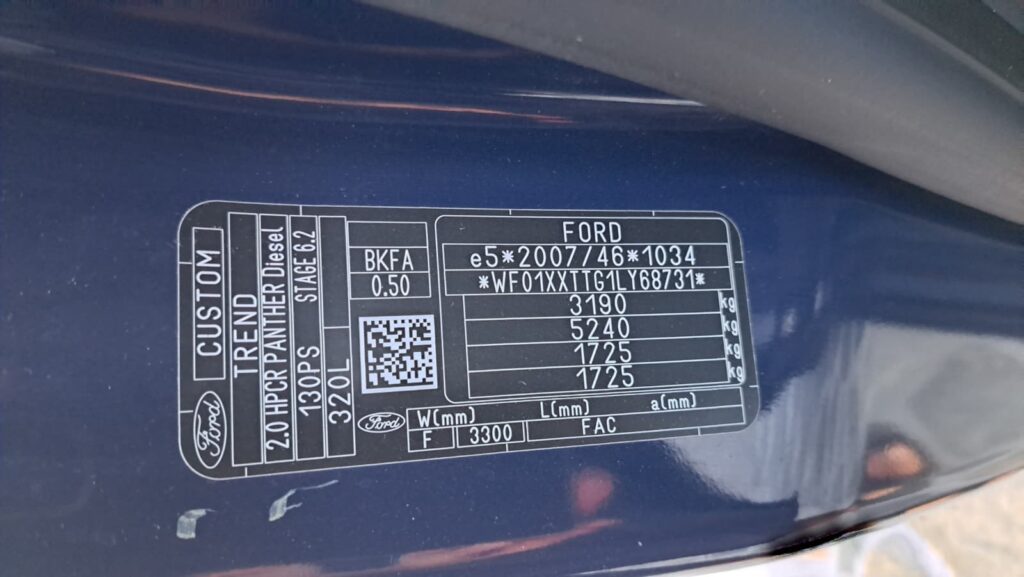 CUSTOM
TREND
2.0 HPCR PANTHER Diesel
130PS STAGE 6.2
320L
Ford
BKFA
0.50
Ford
FORD
e5*2007/46*1034
*WF01XXTTG1LY68731*
3190 kg
5240 kg
1725 kg
1725 kg
W(mm) L(mm) a(mm)
F 3300 FAC